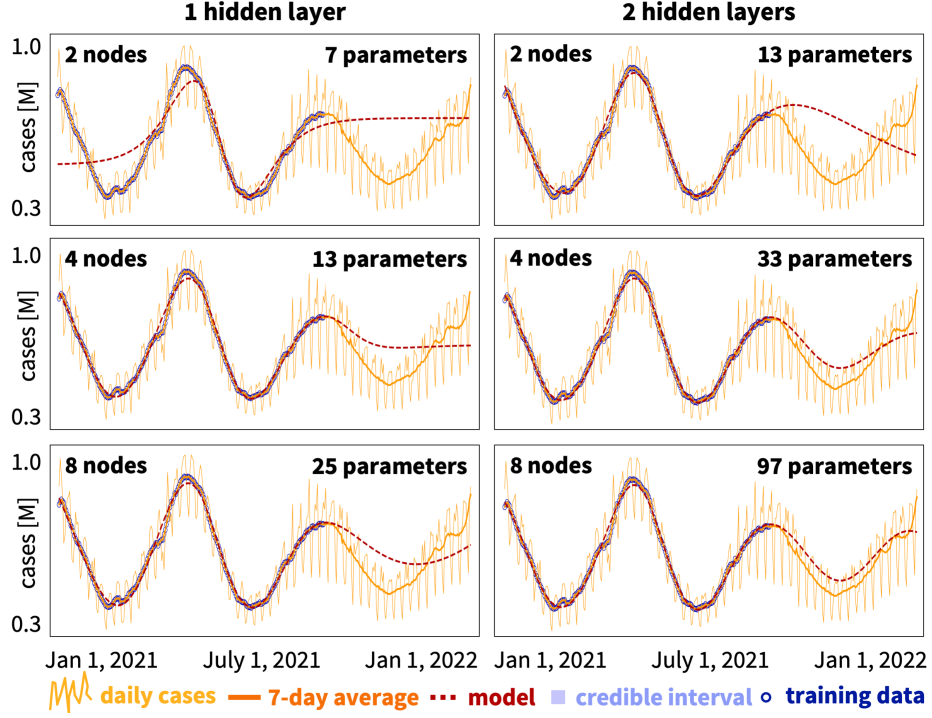 1 hidden layer
2 hidden layers
1.0
cases [M]
0.3
2 nodes
7 parameters
2 nodes
13 parameters
1.0
cases [M]
0.3
4 nodes
13 parameters
4 nodes
33 parameters
1.0
cases [M]
0.3
8 nodes
25 parameters
8 nodes
97 parameters
Jan 1, 2021
July 1, 2021
Jan 1, 2022
Jan 1, 2021
July 1, 2021
Jan 1, 2022
daily cases
7-day average
model
credible interval
training data